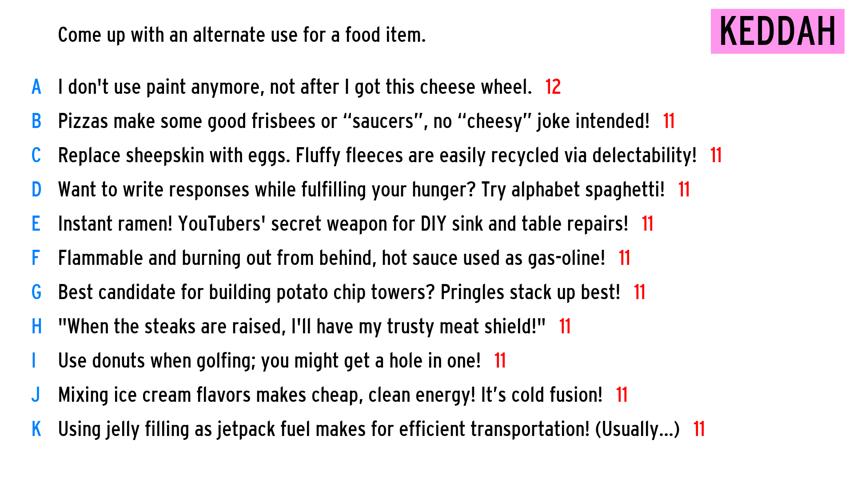 Come up with an alternate use for a food item.
KEDDAH
A I don't use paint anymore, not after I got this cheese wheel. 12
B Pizzas make some good frisbees or “saucers”, no “cheesy” joke intended! 11
C Replace sheepskin with eggs. Fluffy fleeces are easily recycled via delectability! 11
D Want to write responses while fulfilling your hunger? Try alphabet spaghetti! 11
E Instant ramen! YouTubers' secret weapon for DIY sink and table repairs! 11
F Flammable and burning out from behind, hot sauce used as gas-oline! 11
G Best candidate for building potato chip towers? Pringles stack up best! 11
H "When the steaks are raised, I'll have my trusty meat shield!" 11
I Use donuts when golfing; you might get a hole in one! 11
J Mixing ice cream flavors makes cheap, clean energy! It’s cold fusion! 11
K Using jelly filling as jetpack fuel makes for efficient transportation! (Usually...) 11